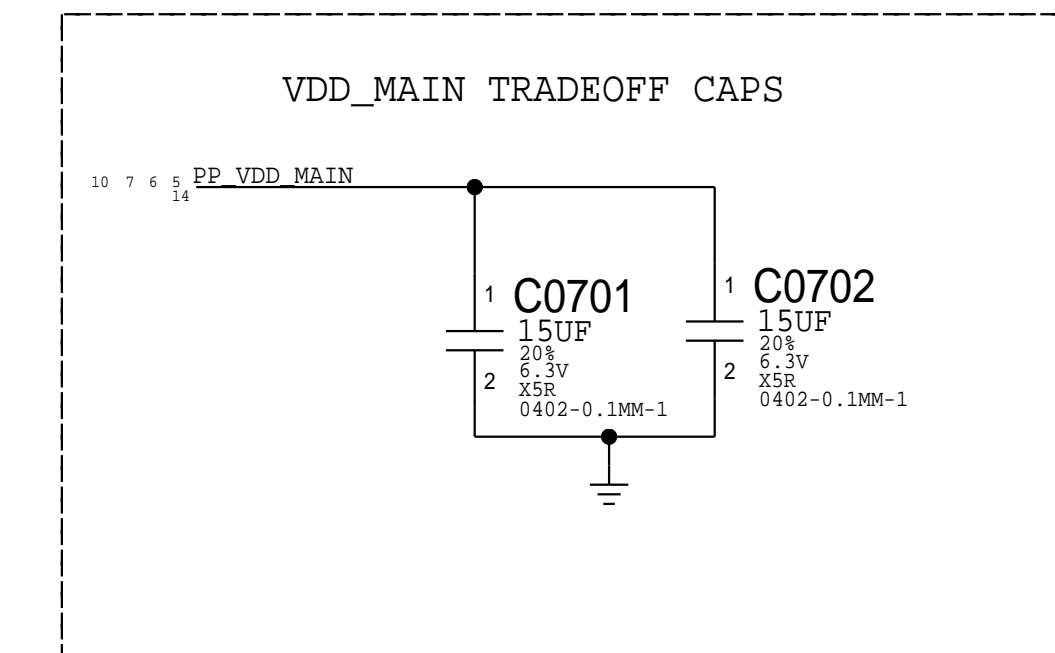 VDD_MAIN TRADEOFF CAPS
10 7 6 5 PP_VDD_MAIN
14
1 C0701
15UF
20%
6.3V
2 X5R
0402-0.1MM-1
1 C0702
15UF
20%
6.3V
2 X5R
0402-0.1MM-1